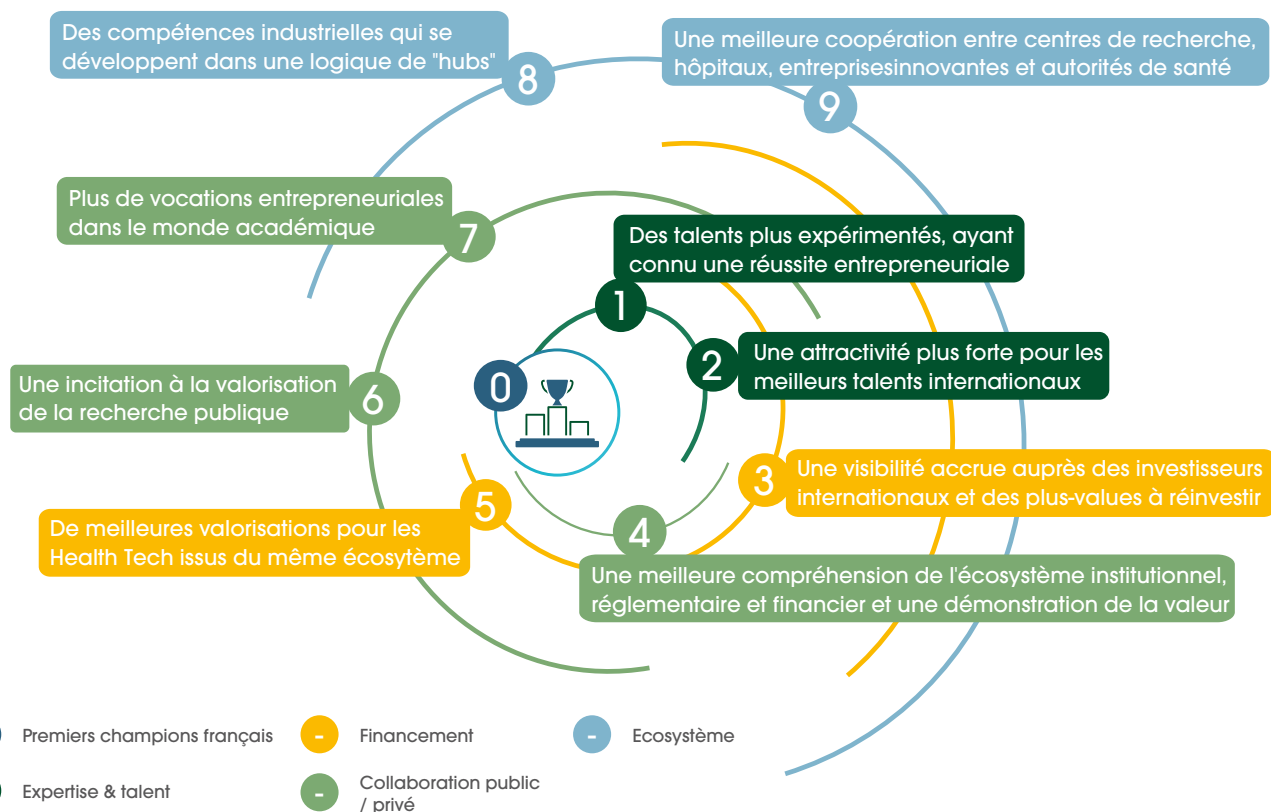 Des compétences industrielles qui se
développent dans une logique de "hubs"
8
Une meilleure coopération entre centres de recherche,
hôpitaux, entreprisesinnovantes et autorités de santé
9
Plus de vocations entrepreneuriales
dans le monde académique
7
Des talents plus expérimentés, ayant
connu une réussite entrepreneuriale
1
0
2
Une attractivité plus forte pour les
meilleurs talents internationaux
Une incitation à la valorisation
de la recherche publique
6
3
Une visibilité accrue auprès des investisseurs
internationaux et des plus-values à réinvestir
5
De meilleures valorisations pour les
Health Tech issus du même écosytème
4
Une meilleure compréhension de l'écosystème institutionnel,
réglementaire et financier et une démonstration de la valeur
Premiers champions français
- Financement
- Ecosystème
Expertise & talent
- Collaboration public
/ privé